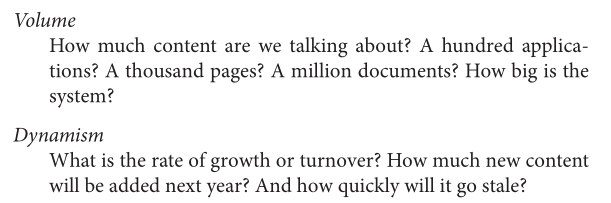 Volume
How much content are we talking about? A hundred applica-
tions? A thousand pages? A million documents? How big is the
system?
Dynamism
What is the rate of growth or turnover? How much new content
will be added next year? And how quickly will it go stale?